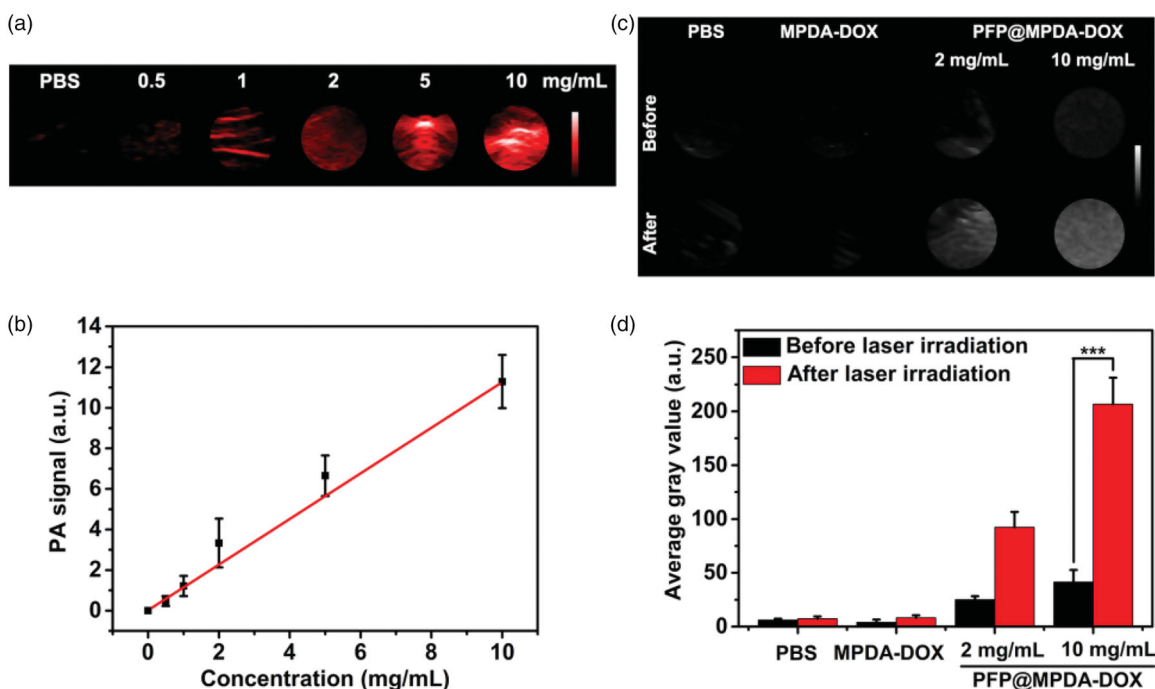 (a)
PBS 0.5 1 2 5 10 mg/mL
(b)
PA signal (a.u.)
14
12
10
8
6
4
2
0
0 2 4 6 8 10
Concentration (mg/mL)
(c)
PBS MPDA-DOX PFP@MPDA-DOX
2 mg/mL 10 mg/mL
Before
After
(d)
Average gray value (a.u.)
250
200
150
100
50
0
Before laser irradiation
After laser irradiation
***
PBS MPDA-DOX 2 mg/mL 10 mg/mL
PFP@MPDA-DOX